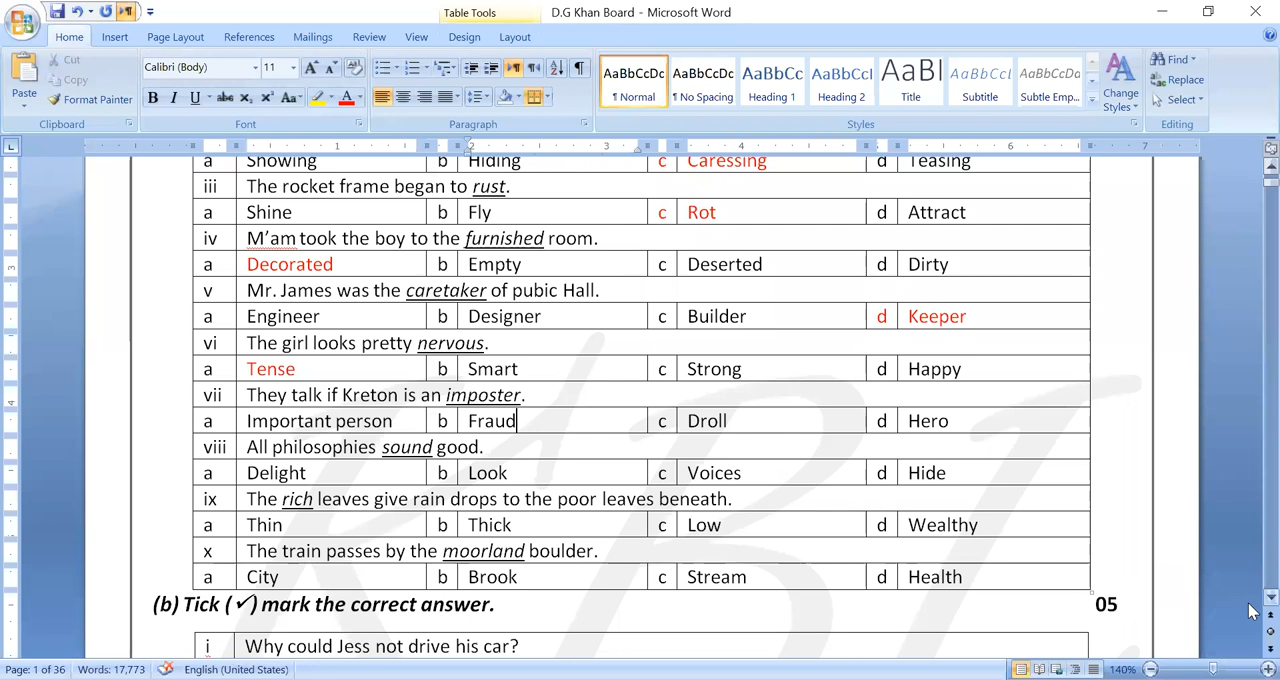 Table Tools
D.G Khan Board - Microsoft Word
Home Insert Page Layout References Mailings Review View Design Layout
Paste
Cut
Copy
Format Painter
Clipboard
Calibri (Body) 11
Font
Paragraph
AaBbCcDc AaBbCcDc AaBbCc AaBbCc AaBl AaBbCcL AaBbCcDa
¶ Normal ¶ No Spacing Heading 1 Heading 2 Title Subtitle Subtle Emp...
Change Styles
Styles
Find
Replace
Select
Editing
1 2 3 4 5 6 7
a Showing b Hiding c Caressing d Teasing
iii The rocket frame began to rust.
a Shine b Fly c Rot d Attract
iv M’am took the boy to the furnished room.
a Decorated b Empty c Deserted d Dirty
v Mr. James was the caretaker of pubic Hall.
a Engineer b Designer c Builder d Keeper
vi The girl looks pretty nervous.
a Tense b Smart c Strong d Happy
vii They talk if Kreton is an imposter.
a Important person b Fraud c Droll d Hero
viii All philosophies sound good.
a Delight b Look c Voices d Hide
ix The rich leaves give rain drops to the poor leaves beneath.
a Thin b Thick c Low d Wealthy
x The train passes by the moorland boulder.
a City b Brook c Stream d Health
(b) Tick (✓) mark the correct answer. 05
i Why could Jess not drive his car?
Page: 1 of 36 Words: 17,773 English (United States) 140%